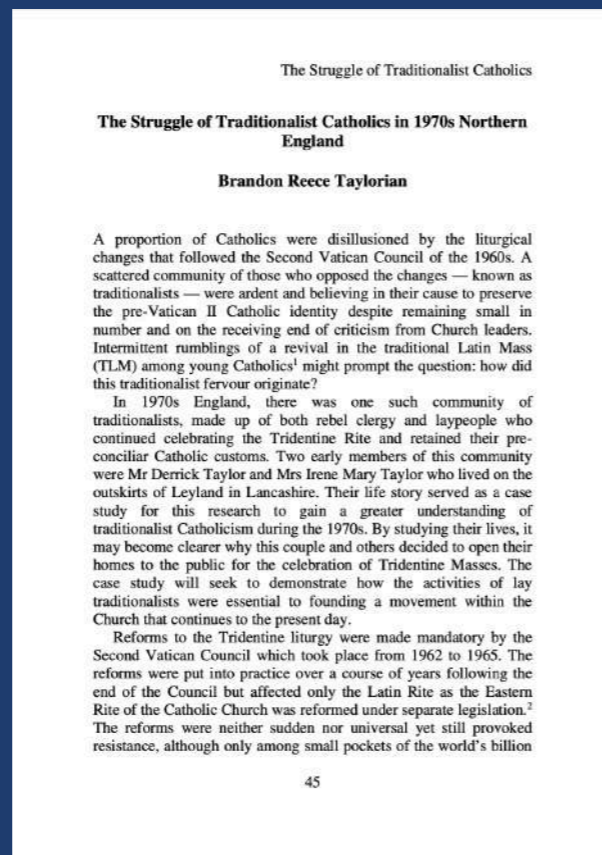 The Struggle of Traditionalist Catholics
The Struggle of Traditionalist Catholics in 1970s Northern
England
Brandon Reece Taylorian
A proportion of Catholics were disillusioned by the liturgical
changes that followed the Second Vatican Council of the 1960s. A
scattered community of those who opposed the changes — known as
traditionalists — were ardent and believing in their cause to preserve
the pre-Vatican II Catholic identity despite remaining small in
number and on the receiving end of criticism from Church leaders.
Intermittent rumblings of a revival in the traditional Latin Mass
(TLM) among young Catholics¹ might prompt the question: how did
this traditionalist fervour originate?
In 1970s England, there was one such community of
traditionalists, made up of both rebel clergy and laypeople who
continued celebrating the Tridentine Rite and retained their pre-
conciliar Catholic customs. Two early members of this community
were Mr Derrick Taylor and Mrs Irene Mary Taylor who lived on the
outskirts of Leyland in Lancashire. Their life story served as a case
study for this research to gain a greater understanding of
traditionalist Catholicism during the 1970s. By studying their lives, it
may become clearer why this couple and others decided to open their
homes to the public for the celebration of Tridentine Masses. The
case study will seek to demonstrate how the activities of lay
traditionalists were essential to founding a movement within the
Church that continues to the present day.
Reforms to the Tridentine liturgy were made mandatory by the
Second Vatican Council which took place from 1962 to 1965. The
reforms were put into practice over a course of years following the
end of the Council but affected only the Latin Rite as the Eastern
Rite of the Catholic Church was reformed under separate legislation.²
The reforms were neither sudden nor universal yet still provoked
resistance, although only among small pockets of the world's billion
45